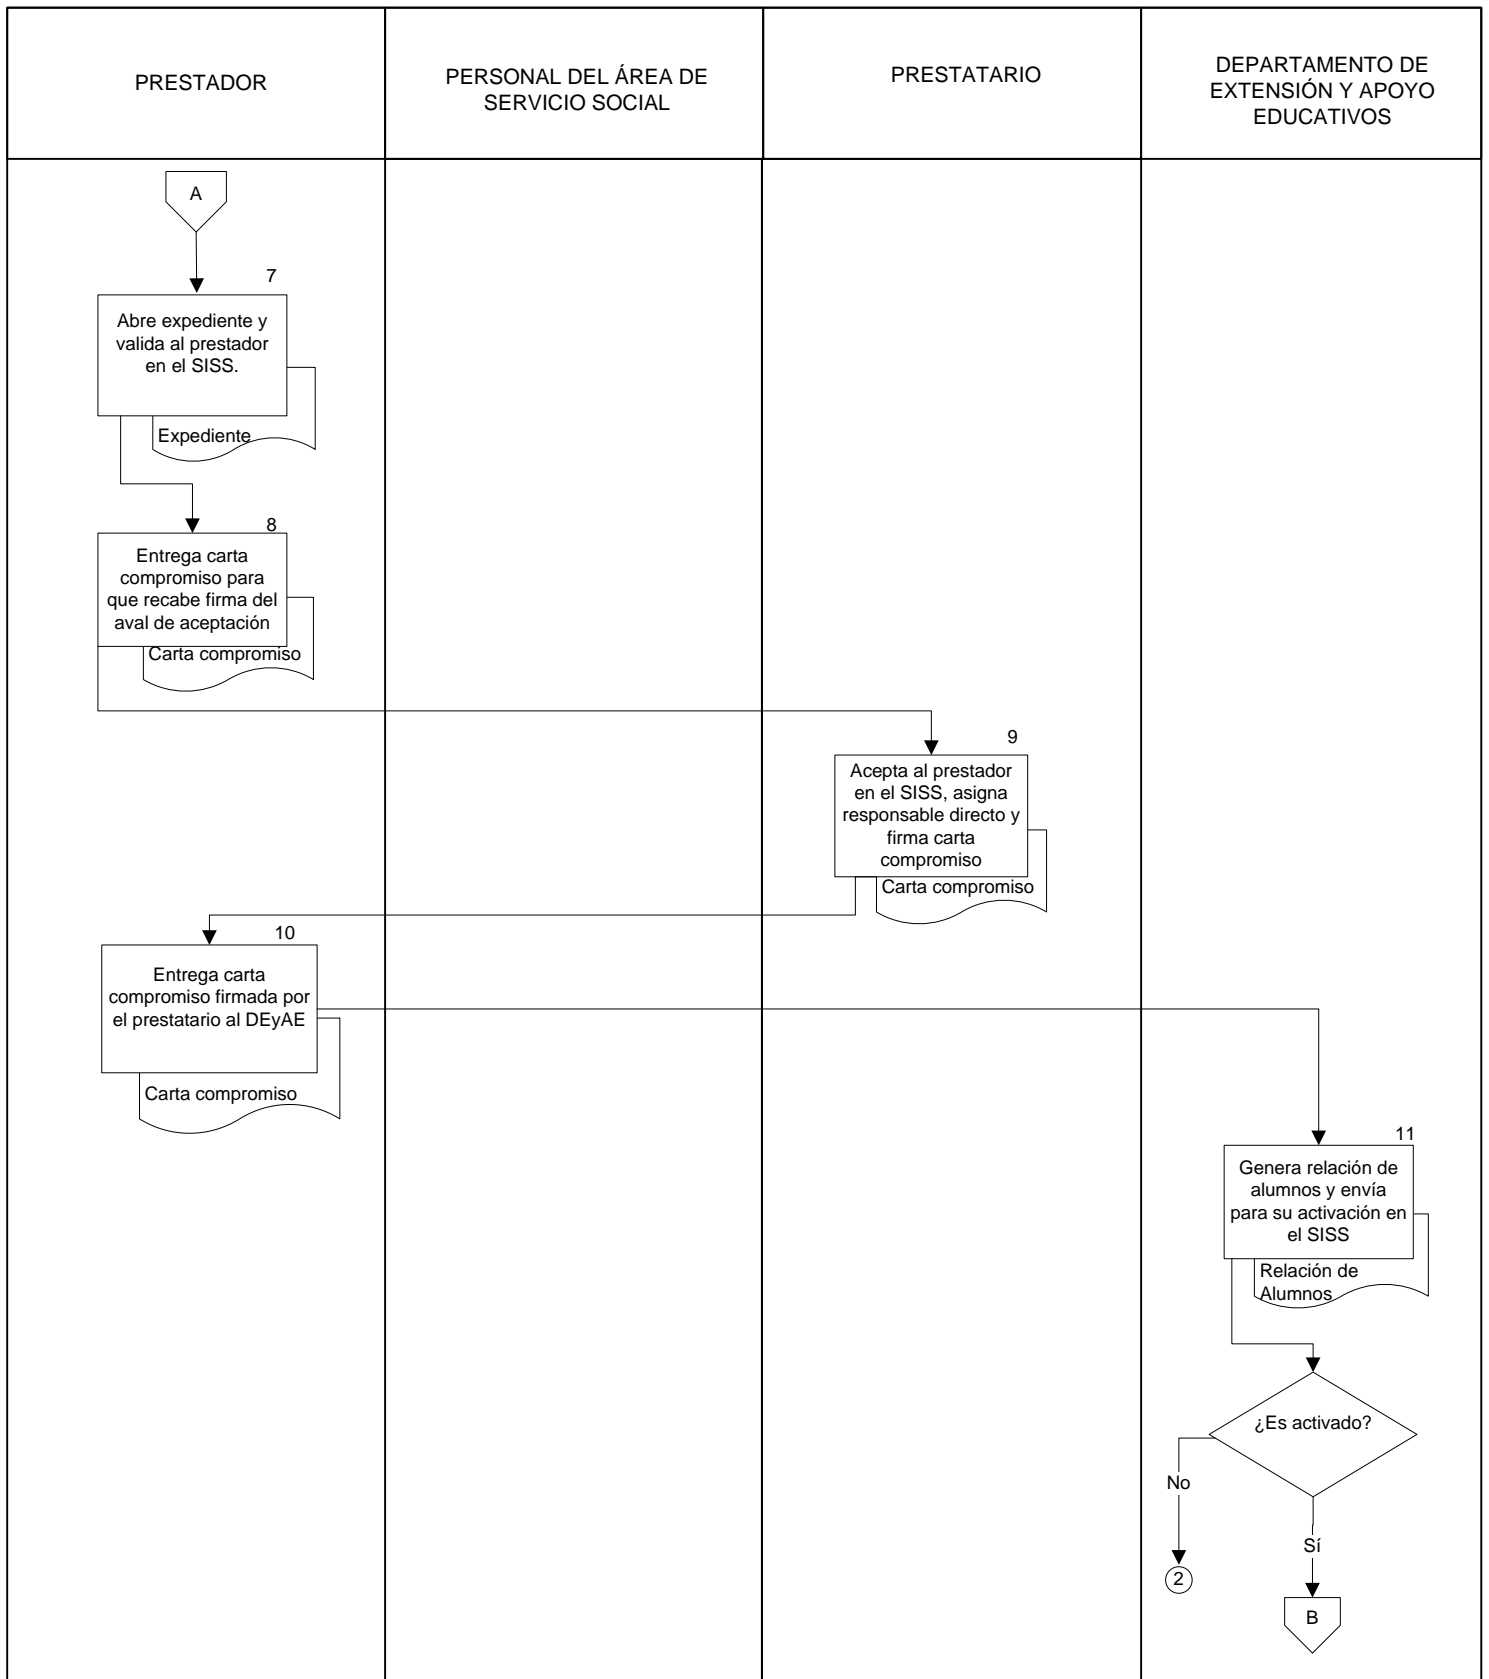 PRESTADOR
PERSONAL DEL ÁREA DE
SERVICIO SOCIAL
PRESTATARIO
DEPARTAMENTO DE
EXTENSIÓN Y APOYO
EDUCATIVOS
A
7
Abre expediente y
valida al prestador
en el SISS.
Expediente
8
Entrega carta
compromiso para
que recabe firma del
aval de aceptación
Carta compromiso
9
Acepta al prestador
en el SISS, asigna
responsable directo y
firma carta
compromiso
Carta compromiso
10
Entrega carta
compromiso firmada por
el prestatario al DEyAE
Carta compromiso
11
Genera relación de
alumnos y envía
para su activación en
el SISS
Relación de
Alumnos
¿Es activado?
No
Sí
2
B